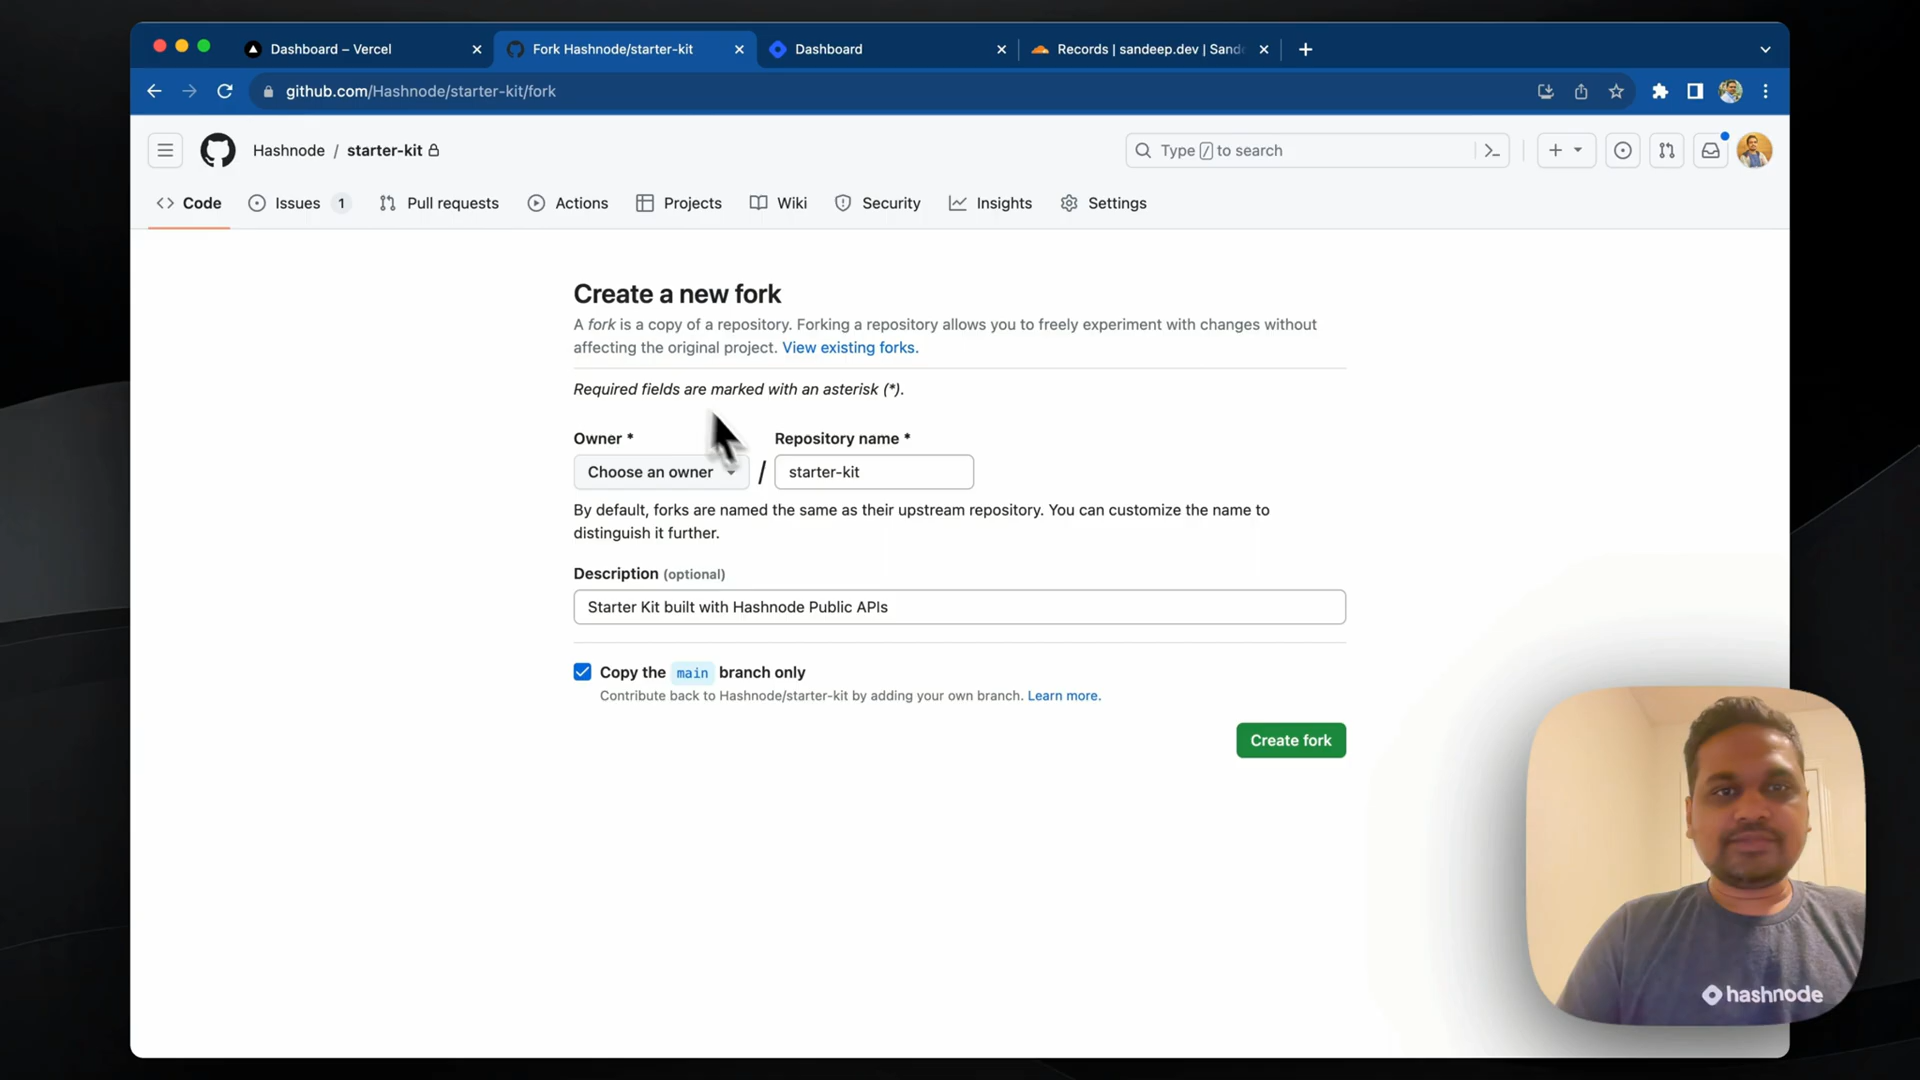 Dashboard – Vercel
Fork Hashnode/starter-kit
Dashboard
Records | sandeep.dev | Sand
github.com/Hashnode/starter-kit/fork
Hashnode / starter-kit
Type / to search
Code
Issues 1
Pull requests
Actions
Projects
Wiki
Security
Insights
Settings
Create a new fork
A fork is a copy of a repository. Forking a repository allows you to freely experiment with changes without
affecting the original project. View existing forks.
Required fields are marked with an asterisk (*).
Owner *
Repository name *
Choose an owner
/
starter-kit
By default, forks are named the same as their upstream repository. You can customize the name to
distinguish it further.
Description (optional)
Starter Kit built with Hashnode Public APIs
Copy the main branch only
Contribute back to Hashnode/starter-kit by adding your own branch. Learn more.
Create fork
hashnode